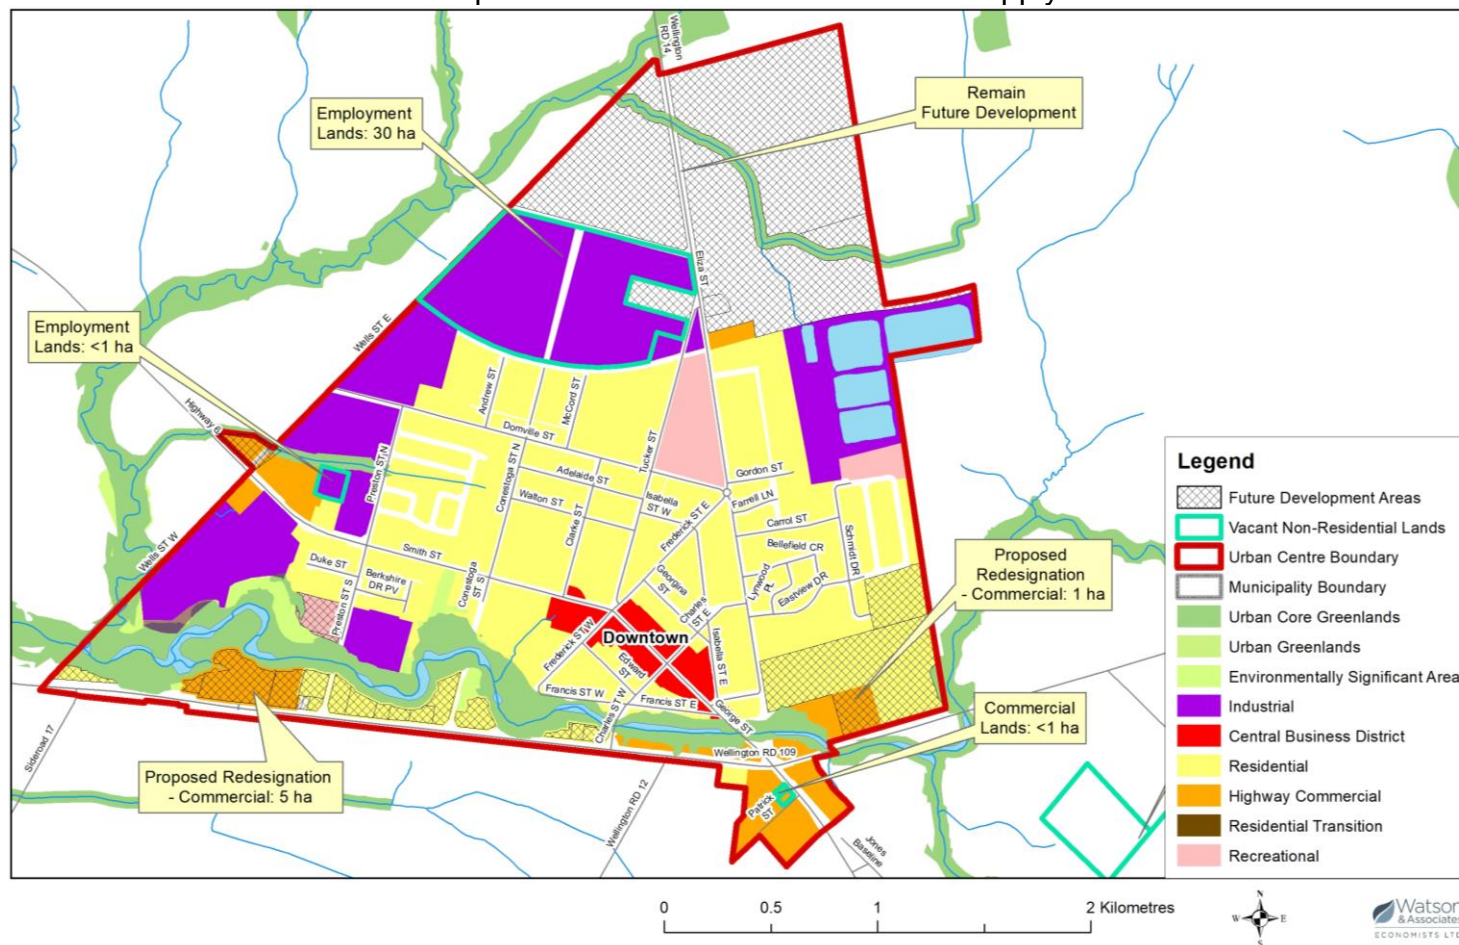 Wellington
RD 14
Remain
Future Development
Employment
Lands: 30 ha
Eliza ST
Employment
Lands: <1 ha
Wells ST E
Highway 6
Andrew ST
McCord ST
Domville ST
Tucker ST
Preston ST N
Conestoga ST N
Adelaide ST
Walton ST
Clarke ST
Isabella
ST W
Gordon ST
Farrell LN
Frederick ST E
Carrol ST
Bellefield CR
Schmidt DR
Wells ST W
Smith ST
Duke ST
Berkshire
DR PV
Preston ST S
Conestoga
ST S
Georgina
ST
Charles
ST E
Lynwood
PL
Eastview DR
Isabella ST E
Proposed
Redesignation
- Commercial: 1 ha
Downtown
Frederick ST W
Edward
ST
Francis ST W
Francis ST E
Charles ST W
George ST
Commercial
Lands: <1 ha
Wellington RD 109
Sideroad 17
Proposed Redesignation
- Commercial: 5 ha
Wellington RD 12
Patrick
ST
Jones
Baseline
Legend
Future Development Areas
Vacant Non-Residential Lands
Urban Centre Boundary
Municipality Boundary
Urban Core Greenlands
Urban Greenlands
Environmentally Significant Area
Industrial
Central Business District
Residential
Highway Commercial
Residential Transition
Recreational
0 0.5 1 2 Kilometres
N
W E
S
Watson
& Associates
ECONOMISTS LTD